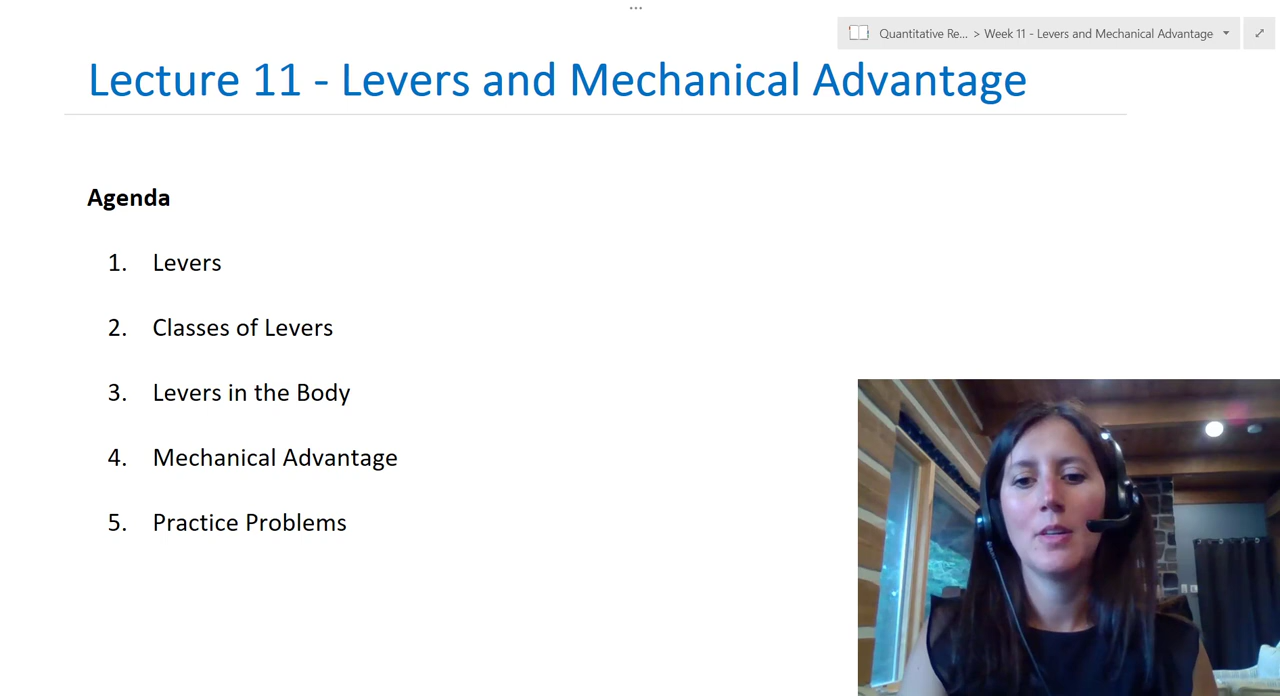 ...
Quantitative Re... > Week 11 - Levers and Mechanical Advantage
Lecture 11 - Levers and Mechanical Advantage
Agenda
1. Levers
2. Classes of Levers
3. Levers in the Body
4. Mechanical Advantage
5. Practice Problems